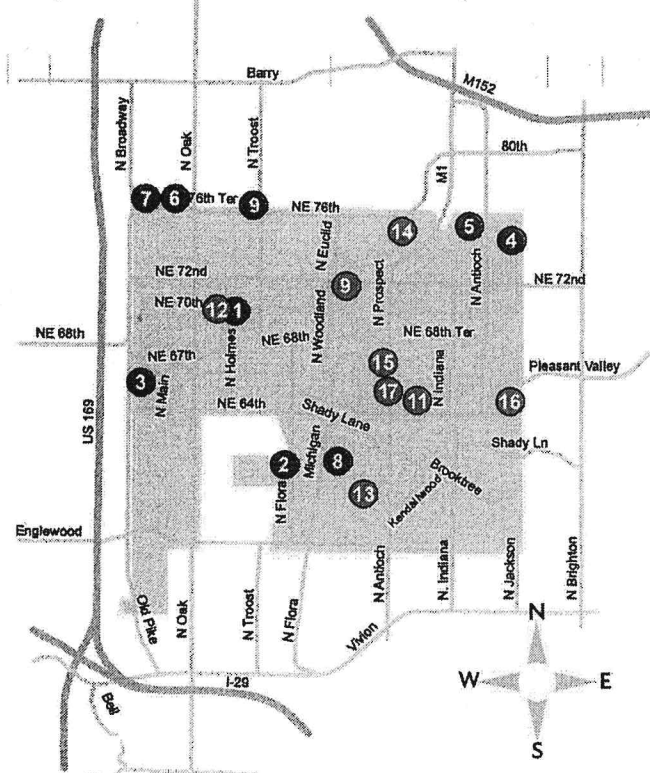 Barry
M152
N Broadway
N Oak
N Troost
80th
M1
7
6
76th Ter
9
NE 76th
14
5
4
N Euclid
NE 72nd
9
N Prospect
N Antioch
NE 72nd
NE 70th
12
1
NE 68th
N Woodland
NE 68th
NE 68th Ter
N Holmes
NE 67th
15
Pleasant Valley
3
N Main
17
11
N Indiana
16
US 169
NE 64th
Shady Lane
Shady Ln
2
Michigan
8
Brooktree
13
Kendallwood
N Flora
Englewood
Old Pike
N Oak
N Troost
N Flora
N Antioch
N. Indiana
N Jackson
N Brighton
Vivion
I-29
Bell
N
W
E
S